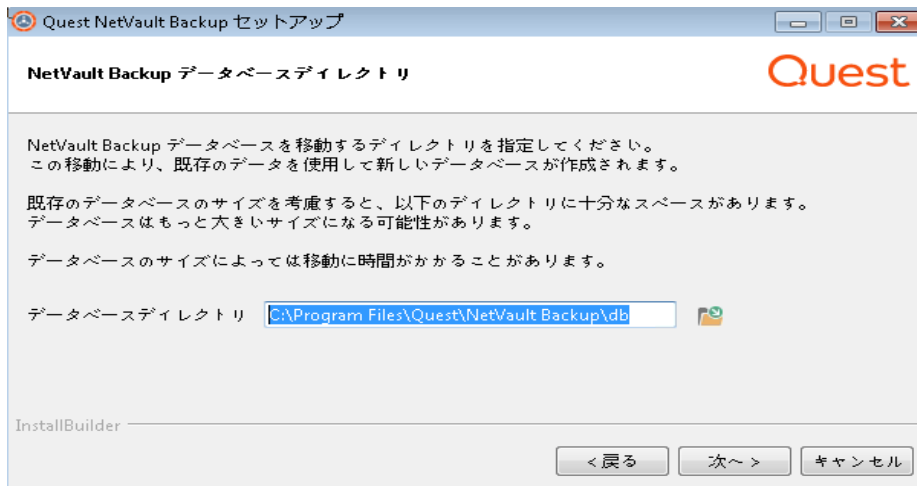 Quest NetVault Backup セットアップ
NetVault Backup データベースディレクトリ
Quest
NetVault Backup データベースを移動するディレクトリを指定してください。
この移動により、既存のデータを使用して新しいデータベースが作成されます。
既存のデータベースのサイズを考慮すると、以下のディレクトリに十分なスペースがあります。
データベースはもっと大きいサイズになる可能性があります。
データベースのサイズによっては移動に時間がかかることがあります。
データベースディレクトリ C:\Program Files\Quest\NetVault Backup\db
InstallBuilder
<戻る 次へ> キャンセル